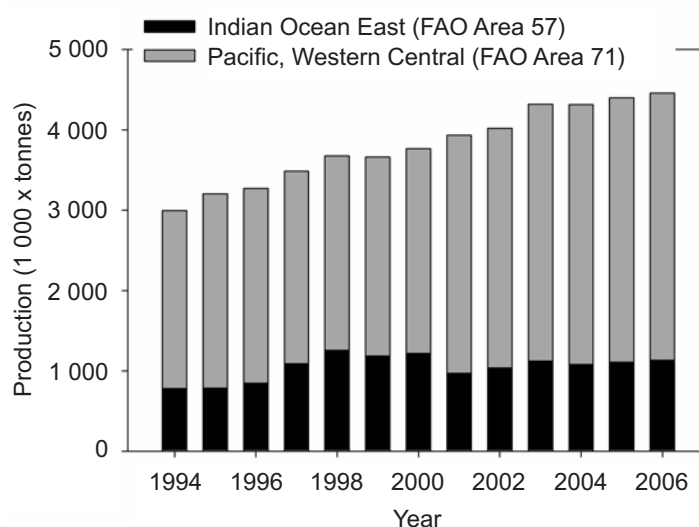 Indian Ocean East (FAO Area 57)
Pacific, Western Central (FAO Area 71)
Production (1 000 x tonnes)
5 000
4 000
3 000
2 000
1 000
0
1994 1996 1998 2000 2002 2004 2006
Year